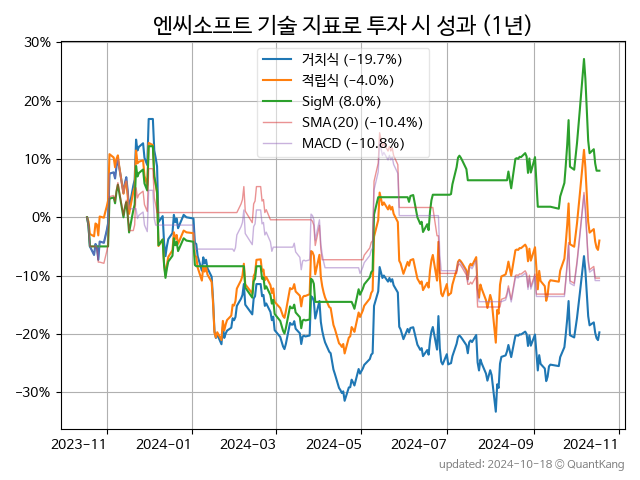 엔씨소프트 기술 지표로 투자 시 성과 (1년)
30%
20%
10%
0%
−10%
−20%
−30%
거치식 (−19.7%)
적립식 (−4.0%)
SigM (8.0%)
SMA(20) (−10.4%)
MACD (−10.8%)
2023-11
2024-01
2024-03
2024-05
2024-07
2024-09
2024-11
updated: 2024-10-18 © QuantKang